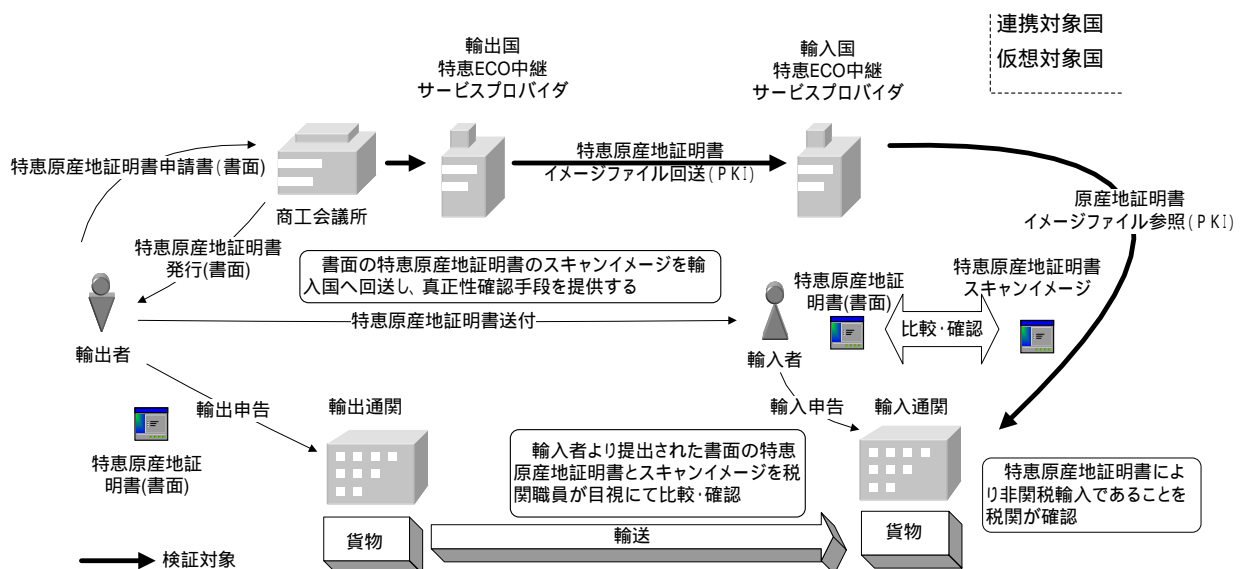 連携対象国
仮想対象国
輸出国
特恵ECO中継
サービスプロバイダ
輸入国
特恵ECO中継
サービスプロバイダ
特恵原産地証明書申請書(書面)
特恵原産地証明書
イメージファイル回送(PKI)
商工会議所
原産地証明書
イメージファイル参照(PKI)
特恵原産地証明書
発行(書面)
書面の特恵原産地証明書のスキャンイメージを輸
入国へ回送し、真正性確認手段を提供する
特恵原産地証
明書(書面)
特恵原産地証明書
スキャンイメージ
特恵原産地証明書送付
比較・確認
輸出者
輸入者
輸出申告
輸出通関
輸入申告
輸入通関
特恵原産地証
明書(書面)
輸入者より提出された書面の特恵
原産地証明書とスキャンイメージを税
関職員が目視にて比較・確認
特恵原産地証明書によ
り非関税輸入であることを
税関が確認
貨物
輸送
貨物
検証対象